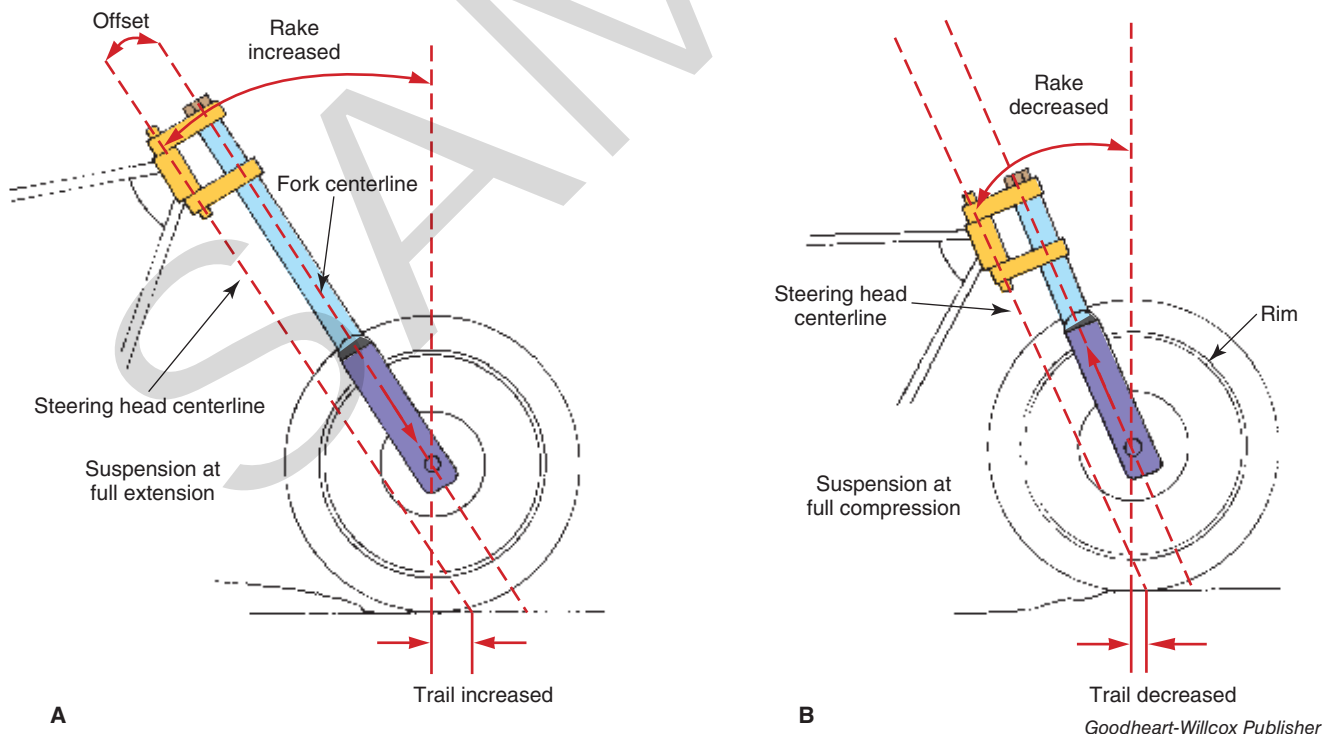 Offset
Rake
increased
Fork centerline
Steering head centerline
Suspension at
full extension
Trail increased
A
Rake
decreased
Steering head
centerline
Rim
Suspension at
full compression
Trail decreased
B
Goodheart-Willcox Publisher
SAM